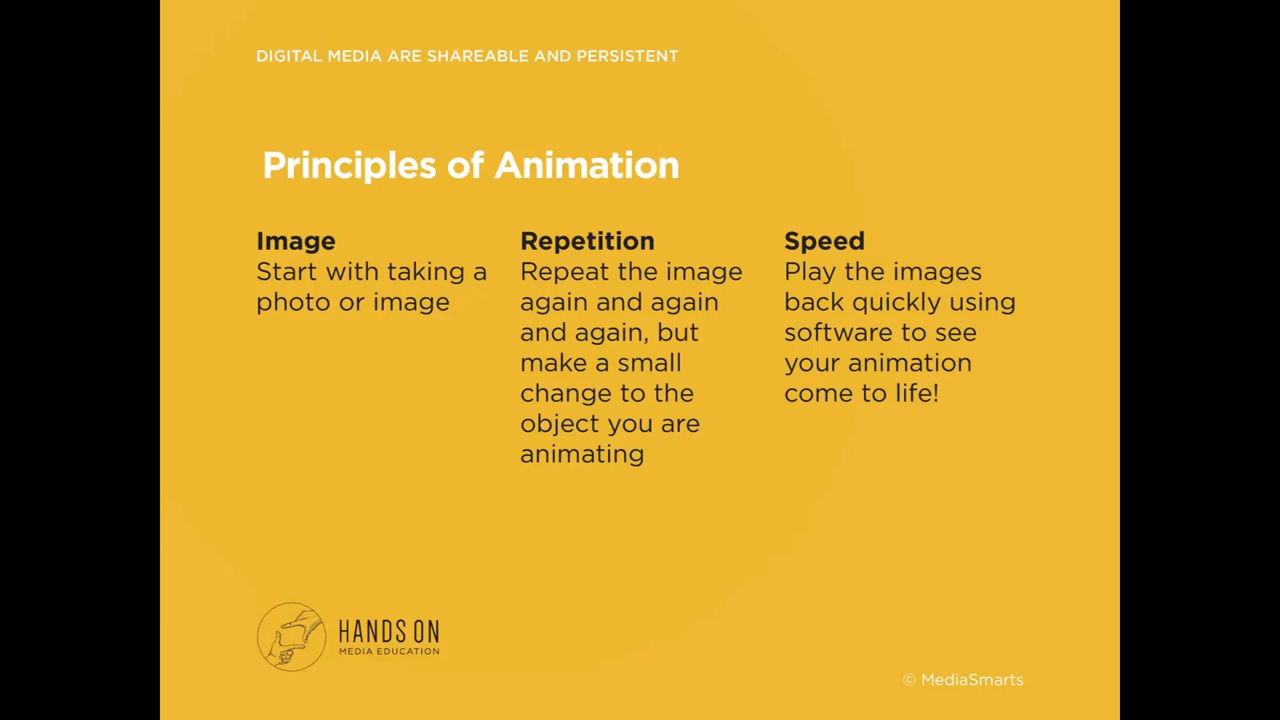 DIGITAL MEDIA ARE SHAREABLE AND PERSISTENT
Principles of Animation
Image
Start with taking a
photo or image
Repetition
Repeat the image
again and again
and again, but
make a small
change to the
object you are
animating
Speed
Play the images
back quickly using
software to see
your animation
come to life!
HANDS ON
MEDIA EDUCATION
© MediaSmarts